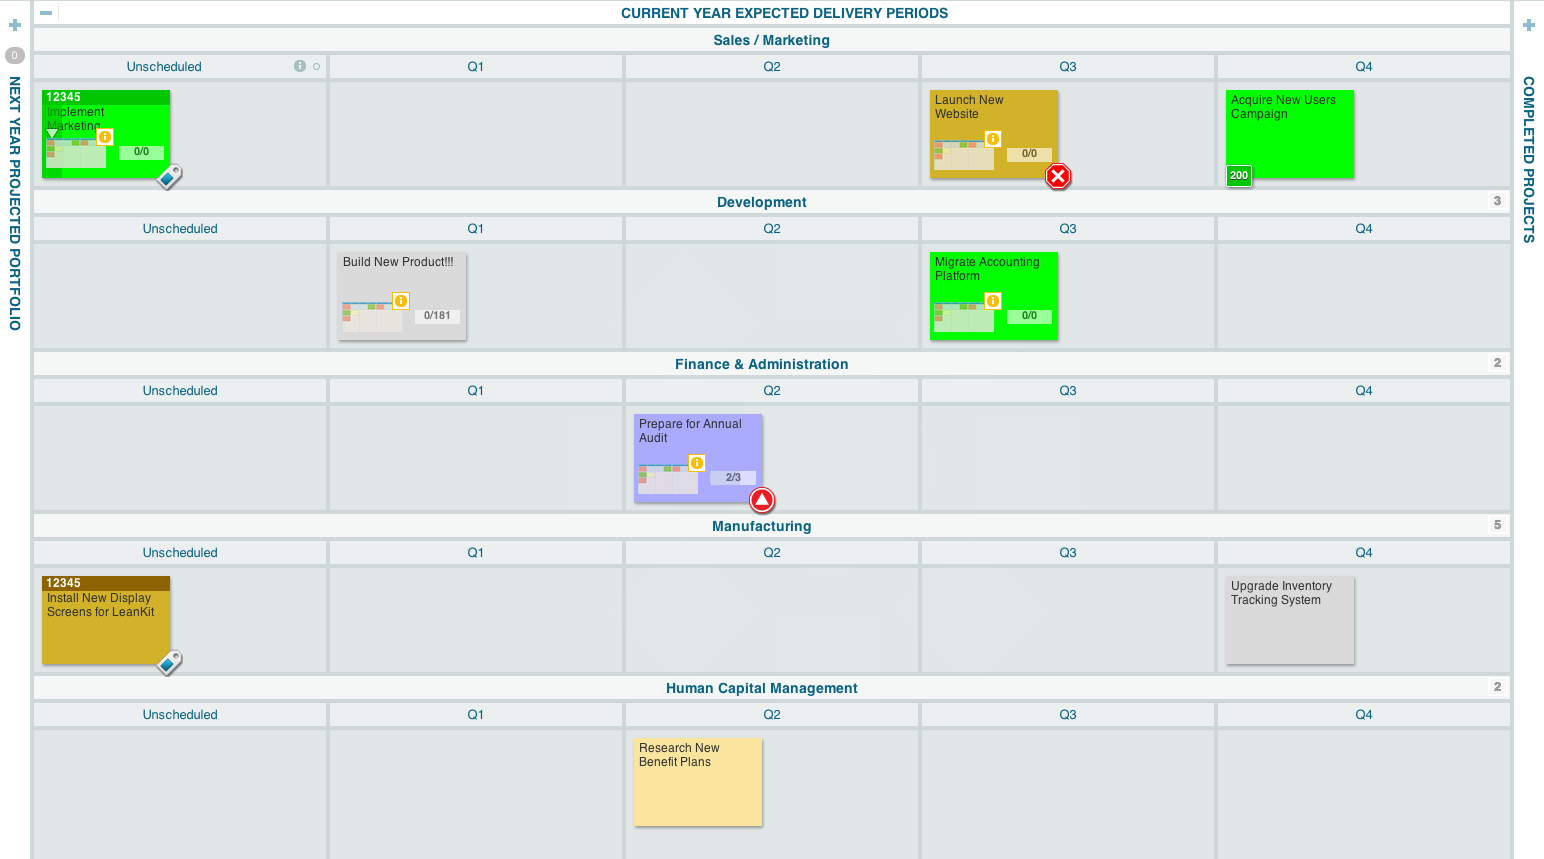 CURRENT YEAR EXPECTED DELIVERY PERIODS
0
NEXT YEAR PROJECTED PORTFOLIO
COMPLETED PROJECTS
Sales / Marketing
Unscheduled
Q1
Q2
Q3
Q4
12345
Implement
Marketing
0/0
Launch New
Website
0/0
Acquire New Users
Campaign
200
Development
3
Unscheduled
Q1
Q2
Q3
Q4
Build New Product!!!
0/181
Migrate Accounting
Platform
0/0
Finance & Administration
2
Unscheduled
Q1
Q2
Q3
Q4
Prepare for Annual
Audit
2/3
Manufacturing
5
Unscheduled
Q1
Q2
Q3
Q4
12345
Install New Display
Screens for LeanKit
Upgrade Inventory
Tracking System
Human Capital Management
2
Unscheduled
Q1
Q2
Q3
Q4
Research New
Benefit Plans